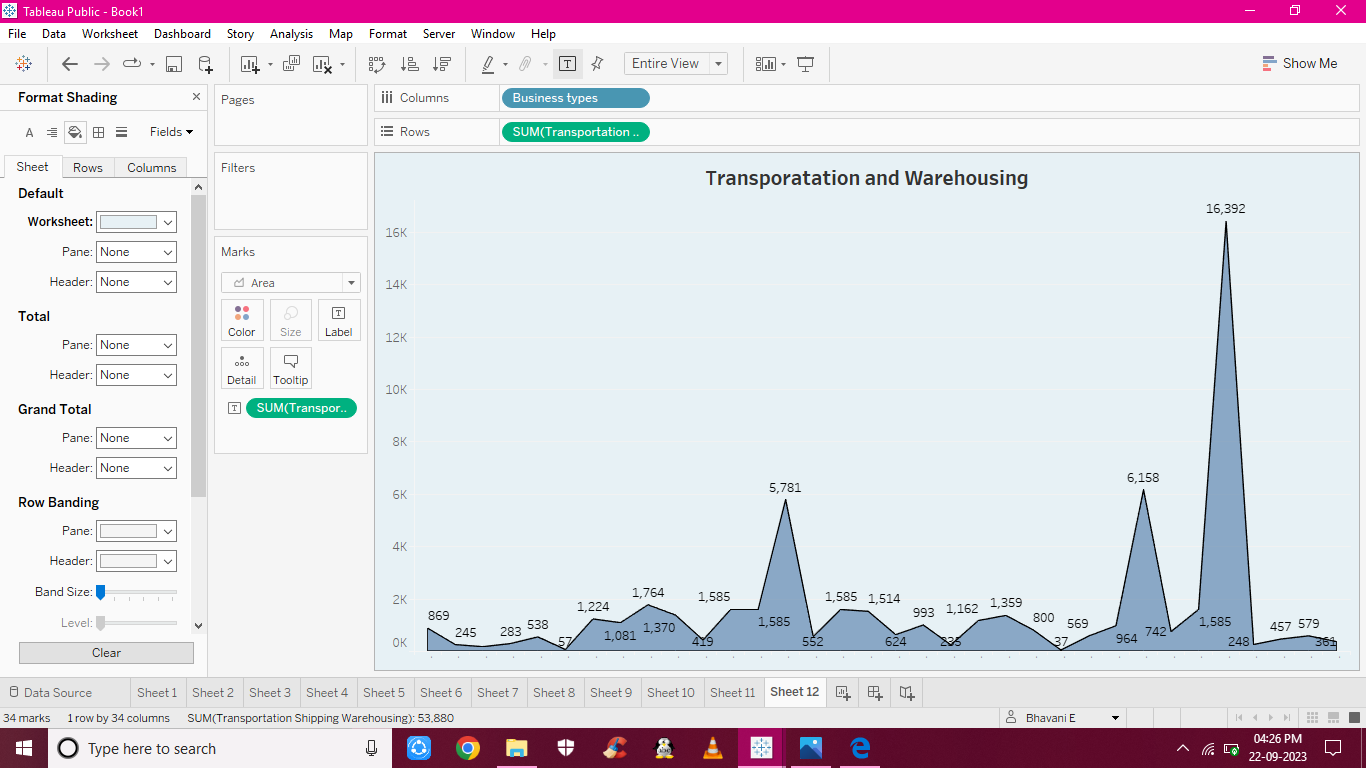 Tableau Public - Book1
File Data Worksheet Dashboard Story Analysis Map Format Server Window Help
Entire View
Show Me
Format Shading
A
Fields
Sheet Rows Columns
Default
Worksheet:
Pane: None
Header: None
Total
Pane: None
Header: None
Grand Total
Pane: None
Header: None
Row Banding
Pane:
Header:
Band Size:
Level:
Clear
Pages
Filters
Marks
Area
Color Size Label
Detail Tooltip
SUM(Transpor..
Columns Business types
Rows SUM(Transportation ..
Transporatation and Warehousing
16K
14K
12K
10K
8K
6K
4K
2K
0K
869 245 283 538 57 1,224 1,081 1,764 1,370 419 1,585 1,585 5,781 552 1,585 1,514 624 993 235 1,162 1,359 800 37 569 964 6,158 742 1,585 16,392 248 457 579 361
Data Source Sheet 1 Sheet 2 Sheet 3 Sheet 4 Sheet 5 Sheet 6 Sheet 7 Sheet 8 Sheet 9 Sheet 10 Sheet 11 Sheet 12
34 marks 1 row by 34 columns SUM(Transportation Shipping Warehousing): 53,880
Bhavani E
Type here to search
04:26 PM
22-09-2023